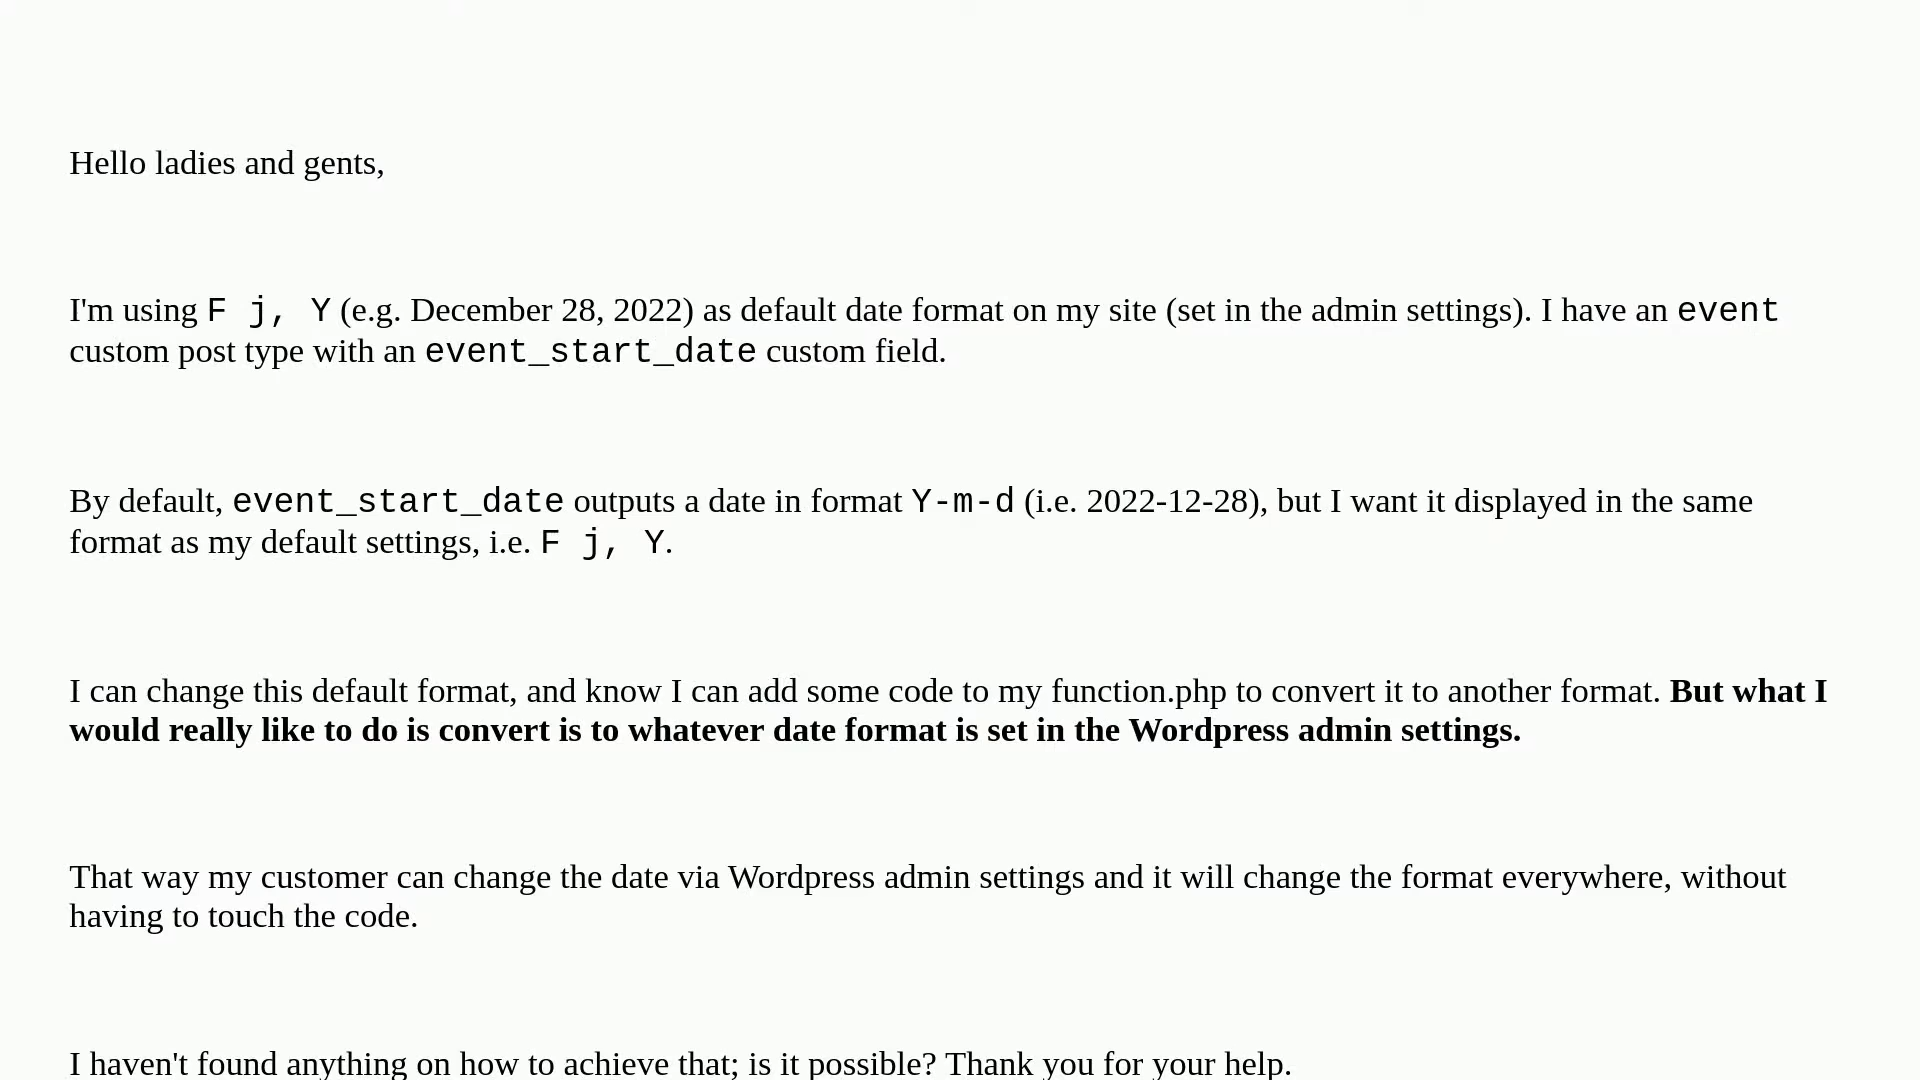 Hello ladies and gents,
I'm using F j, Y (e.g. December 28, 2022) as default date format on my site (set in the admin settings). I have an event
custom post type with an event_start_date custom field.
By default, event_start_date outputs a date in format Y-m-d (i.e. 2022-12-28), but I want it displayed in the same
format as my default settings, i.e. F j, Y.
I can change this default format, and know I can add some code to my function.php to convert it to another format. But what I
would really like to do is convert is to whatever date format is set in the Wordpress admin settings.
That way my customer can change the date via Wordpress admin settings and it will change the format everywhere, without
having to touch the code.
I haven't found anything on how to achieve that; is it possible? Thank you for your help.